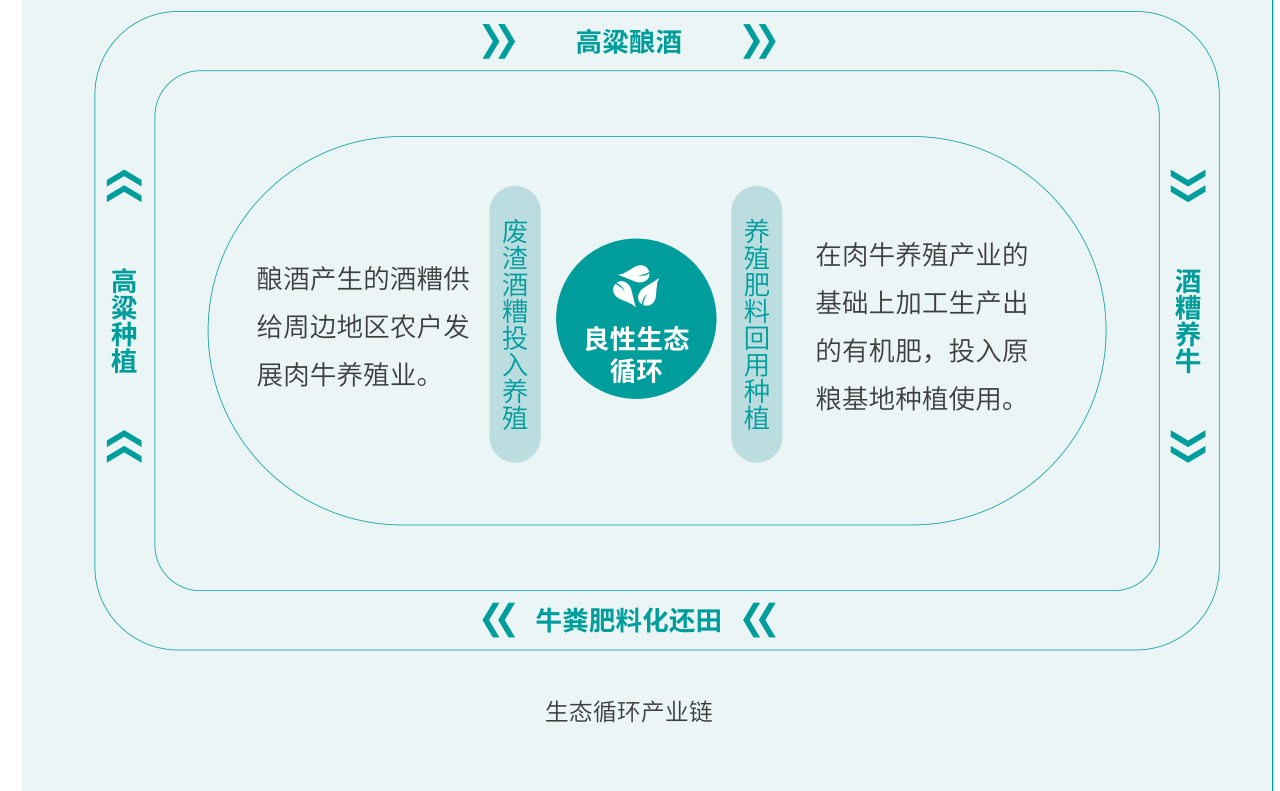 高粱酿酒
高粱种植
酿酒产生的酒糟供
给周边地区农户发
展肉牛养殖业。
废渣酒糟投入养殖
良性生态
循环
养殖肥料回用种植
在肉牛养殖产业的
基础上加工生产出
的有机肥，投入原
粮基地种植使用。
酒糟养牛
牛粪肥料化还田
生态循环产业链